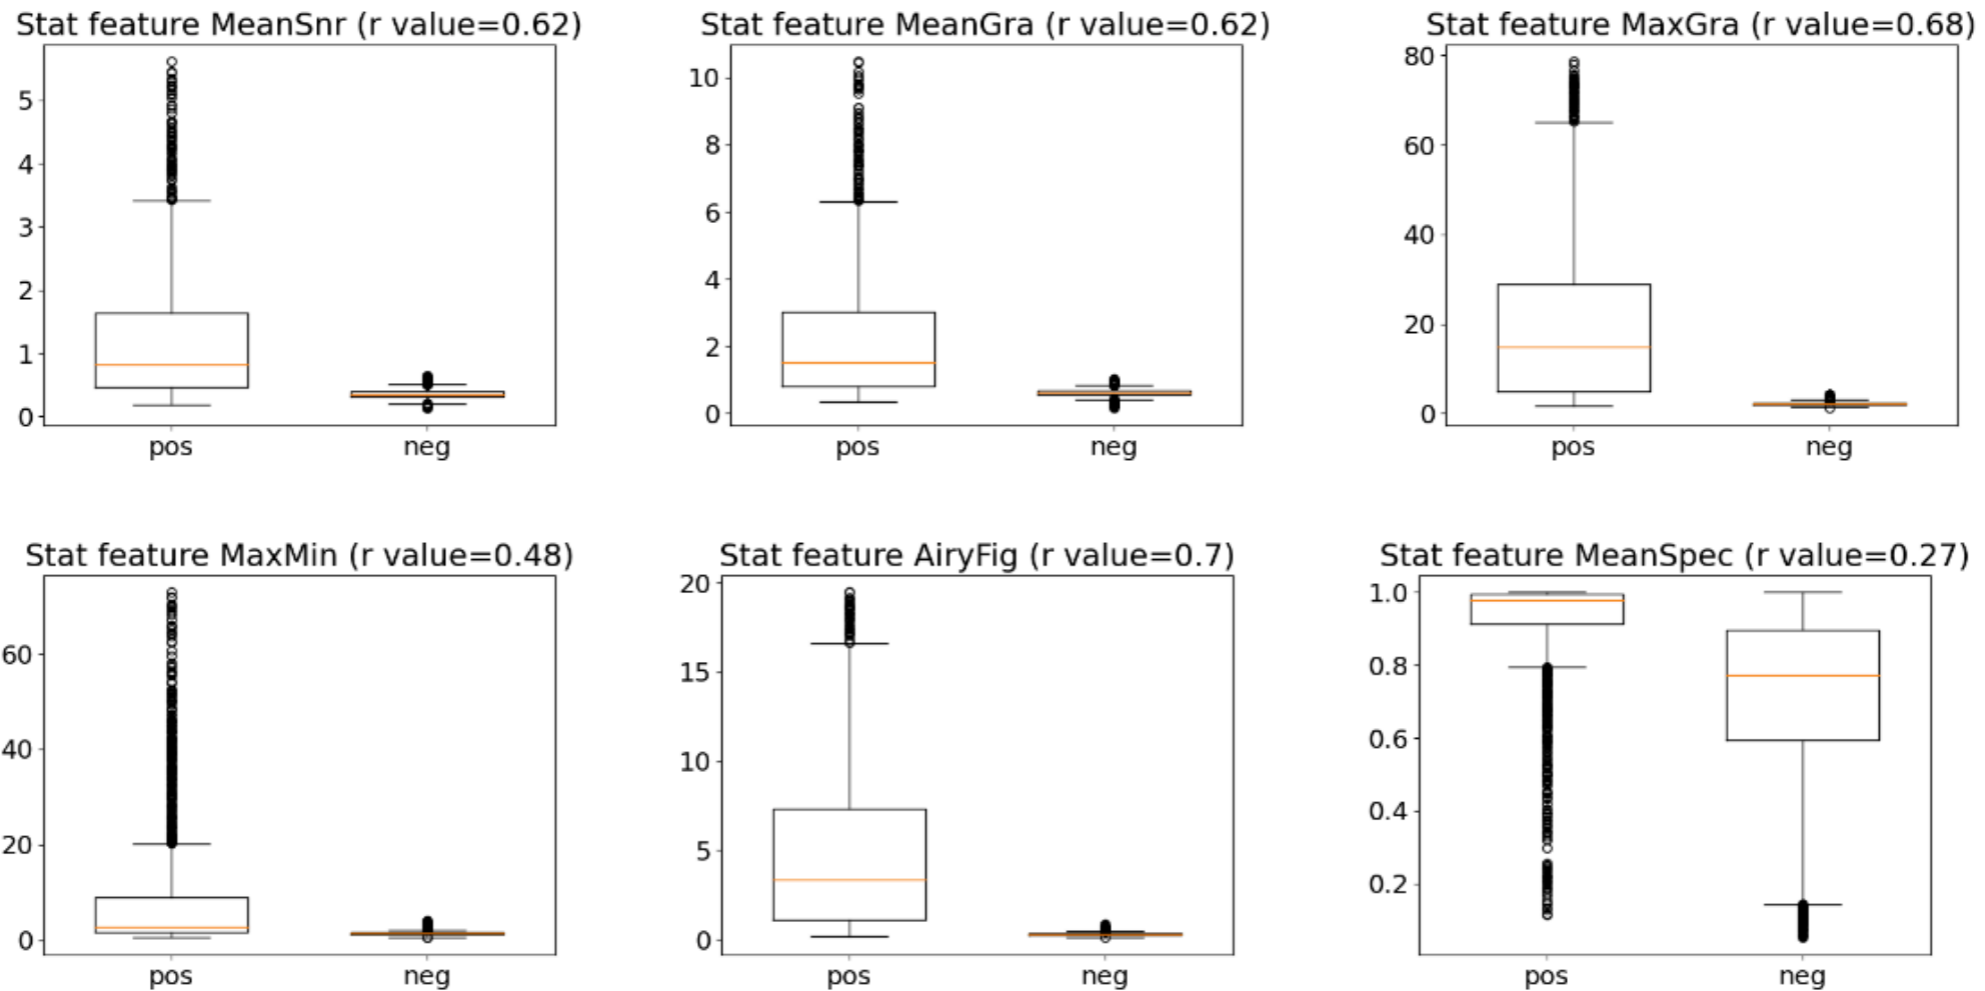 Stat feature MeanSnr (r value=0.62)
5
4
3
2
1
0
pos neg
Stat feature MeanGra (r value=0.62)
10
8
6
4
2
0
pos neg
Stat feature MaxGra (r value=0.68)
80
60
40
20
0
pos neg
Stat feature MaxMin (r value=0.48)
60
40
20
0
pos neg
Stat feature AiryFig (r value=0.7)
20
15
10
5
0
pos neg
Stat feature MeanSpec (r value=0.27)
1.0
0.8
0.6
0.4
0.2
pos neg